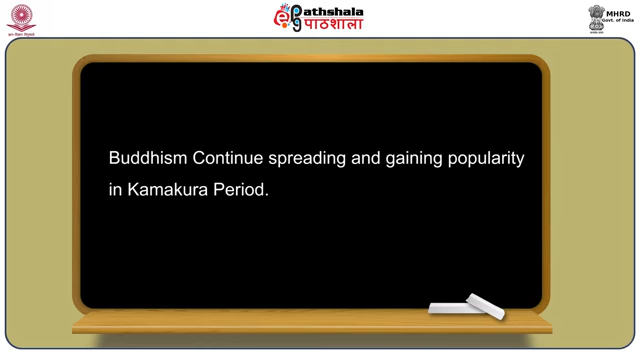 ePathshala
पाठशाला
MHRD
Govt. of India
Buddhism Continue spreading and gaining popularity
in Kamakura Period.